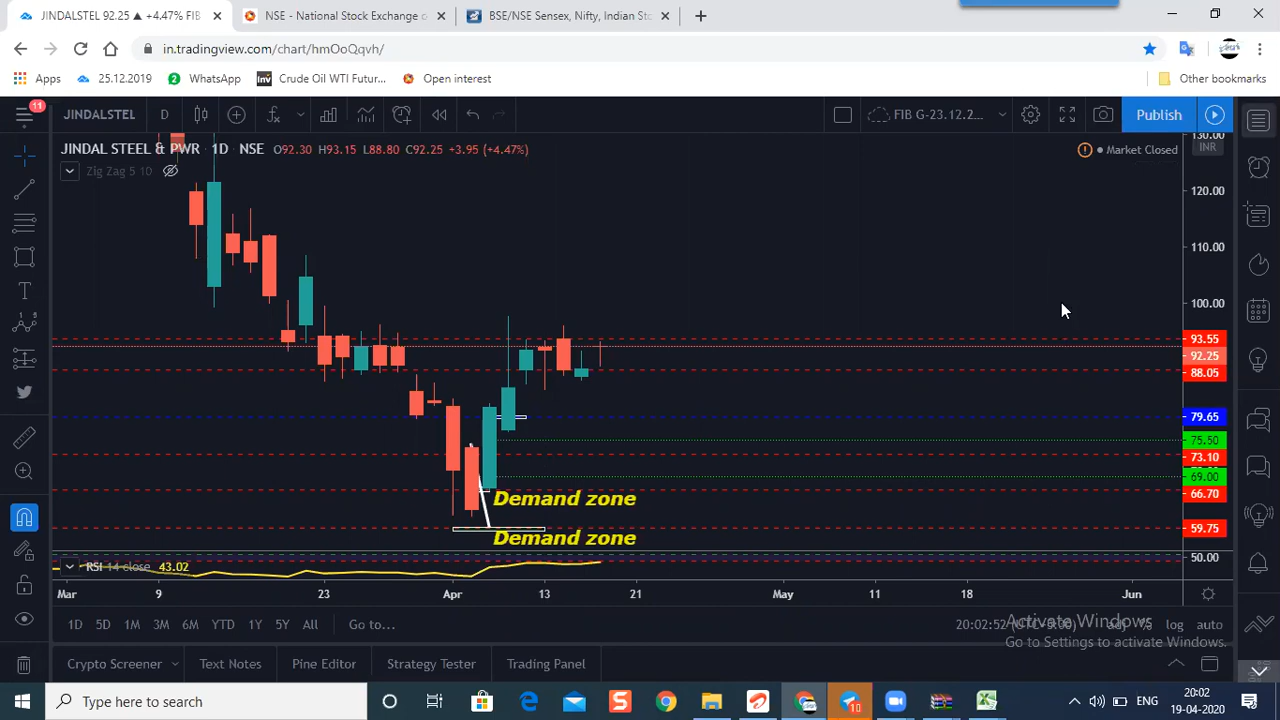 JINDALSTEL 92.25 ▲ +4.47% FIB
NSE - National Stock Exchange o
BSE/NSE Sensex, Nifty, Indian Sto
in.tradingview.com/chart/hmOoQqvh/
Apps
25.12.2019
2 WhatsApp
Inv Crude Oil WTI Futur...
Open interest
Other bookmarks
11
JINDALSTEL
D
FIB G-23.12.2...
Publish
JINDAL STEEL & PWR · 1D · NSE O92.30 H93.15 L88.80 C92.25 +3.95 (+4.47%)
Market Closed
Zig Zag 5 10
130.00
INR
120.00
110.00
100.00
93.55
92.25
88.05
79.65
75.50
73.10
69.00
66.70
59.75
50.00
Demand zone
Demand zone
RSI 14 close 43.02
Mar 9 23 Apr 13 21 May 11 18 Jun
1D 5D 1M 3M 6M YTD 1Y 5Y All Go to...
20:02:52 adj % log auto
Activate Windows
Go to Settings to activate Windows.
Crypto Screener
Text Notes
Pine Editor
Strategy Tester
Trading Panel
Type here to search
10
ENG
20:02
19-04-2020